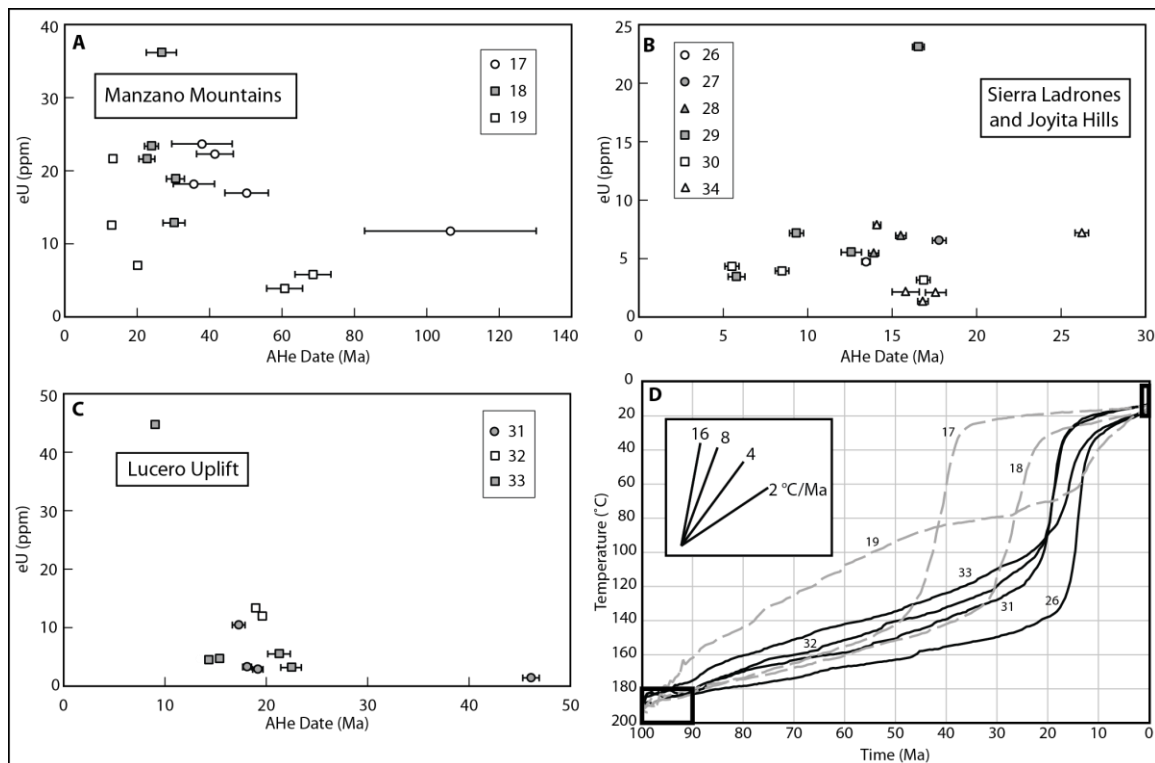 A
Manzano Mountains
17
18
19
40
30
20
10
0
eU (ppm)
0 20 40 60 80 100 120 140
AHe Date (Ma)
B
26
27
28
29
30
34
Sierra Ladrones
and Joyita Hills
25
20
15
10
5
0
eU (ppm)
5 10 15 20 25 30
AHe Date (Ma)
C
Lucero Uplift
31
32
33
50
40
30
20
10
0
eU (ppm)
0 10 20 30 40 50
AHe Date (Ma)
D
16
8
4
2 °C/Ma
17
18
19
33
32
31
26
0
20
40
60
80
100
120
140
160
180
200
Temperature (°C)
100 90 80 70 60 50 40 30 20 10 0
Time (Ma)